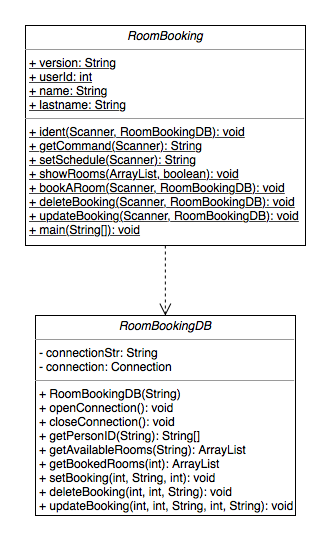 RoomBooking
+ version: String
+ userId: int
+ name: String
+ lastname: String
+ ident(Scanner, RoomBookingDB): void
+ getCommand(Scanner): String
+ setSchedule(Scanner): String
+ showRooms(ArrayList, boolean): void
+ bookARoom(Scanner, RoomBookingDB): void
+ deleteBooking(Scanner, RoomBookingDB): void
+ updateBooking(Scanner, RoomBookingDB): void
+ main(String[]): void
RoomBookingDB
- connectionStr: String
- connection: Connection
+ RoomBookingDB(String)
+ openConnection(): void
+ closeConnection(): void
+ getPersonID(String): String[]
+ getAvailableRooms(String): ArrayList
+ getBookedRooms(int): ArrayList
+ setBooking(int, String, int): void
+ deleteBooking(int, int, String): void
+ updateBooking(int, int, String, int, String): void